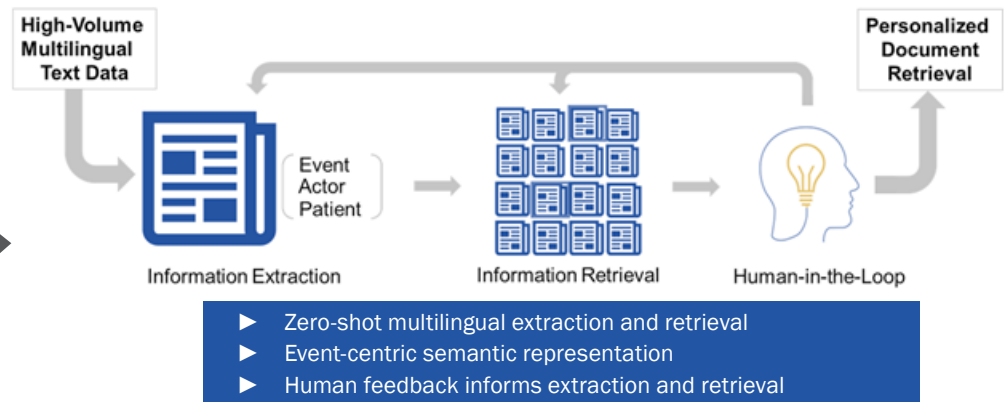 High-Volume
Multilingual
Text Data
Personalized
Document
Retrieval
Event
Actor
Patient
Information Extraction
Information Retrieval
Human-in-the-Loop
► Zero-shot multilingual extraction and retrieval
► Event-centric semantic representation
► Human feedback informs extraction and retrieval